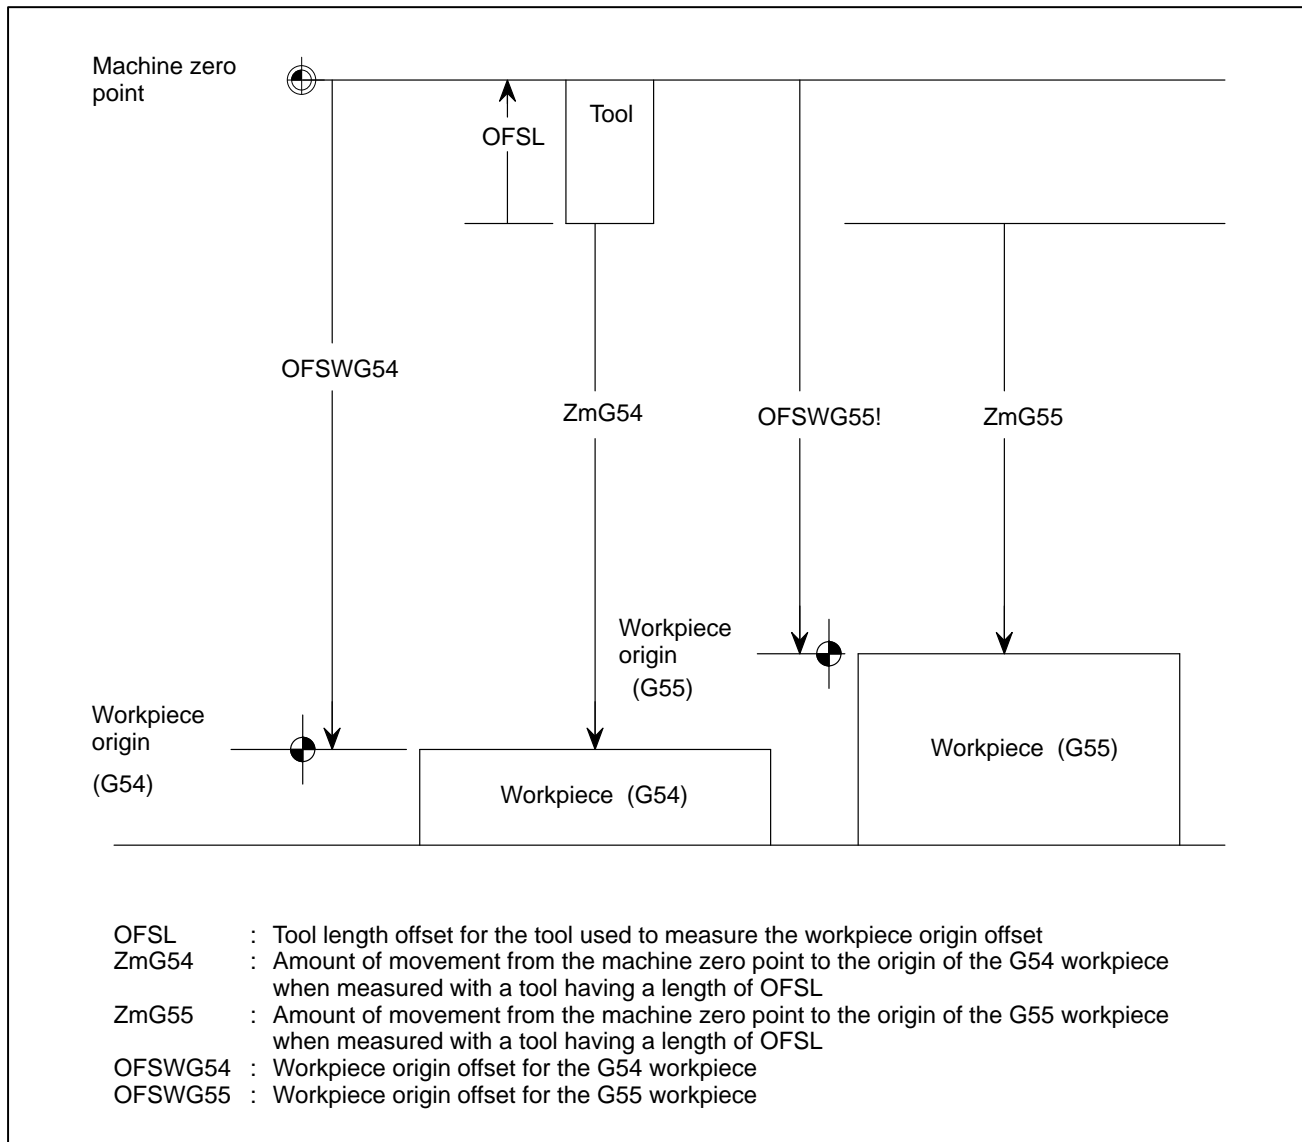 Machine zero
point
Tool
OFSL
OFSWG54
ZmG54
OFSWG55!
ZmG55
Workpiece
origin
(G55)
Workpiece
origin
(G54)
Workpiece (G55)
Workpiece (G54)
OFSL : Tool length offset for the tool used to measure the workpiece origin offset
ZmG54 : Amount of movement from the machine zero point to the origin of the G54 workpiece
when measured with a tool having a length of OFSL
ZmG55 : Amount of movement from the machine zero point to the origin of the G55 workpiece
when measured with a tool having a length of OFSL
OFSWG54 : Workpiece origin offset for the G54 workpiece
OFSWG55 : Workpiece origin offset for the G55 workpiece